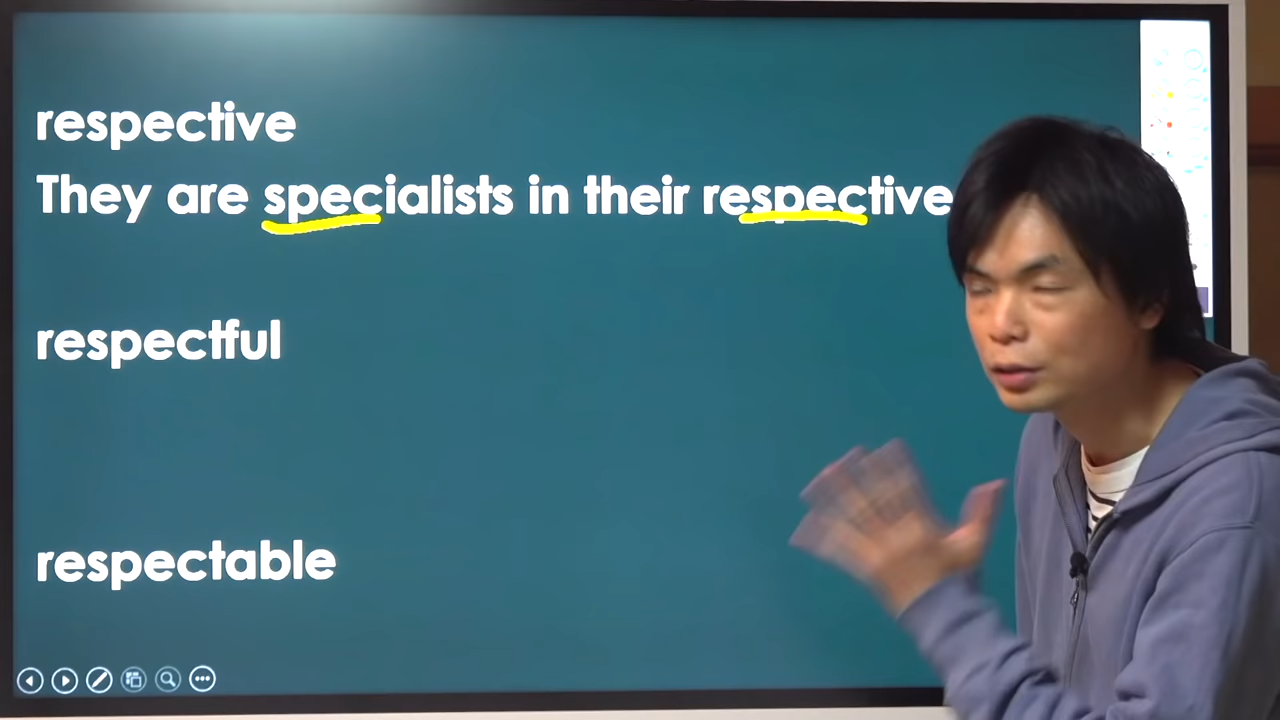 respective
They are specialists in their respective
respectful
respectable